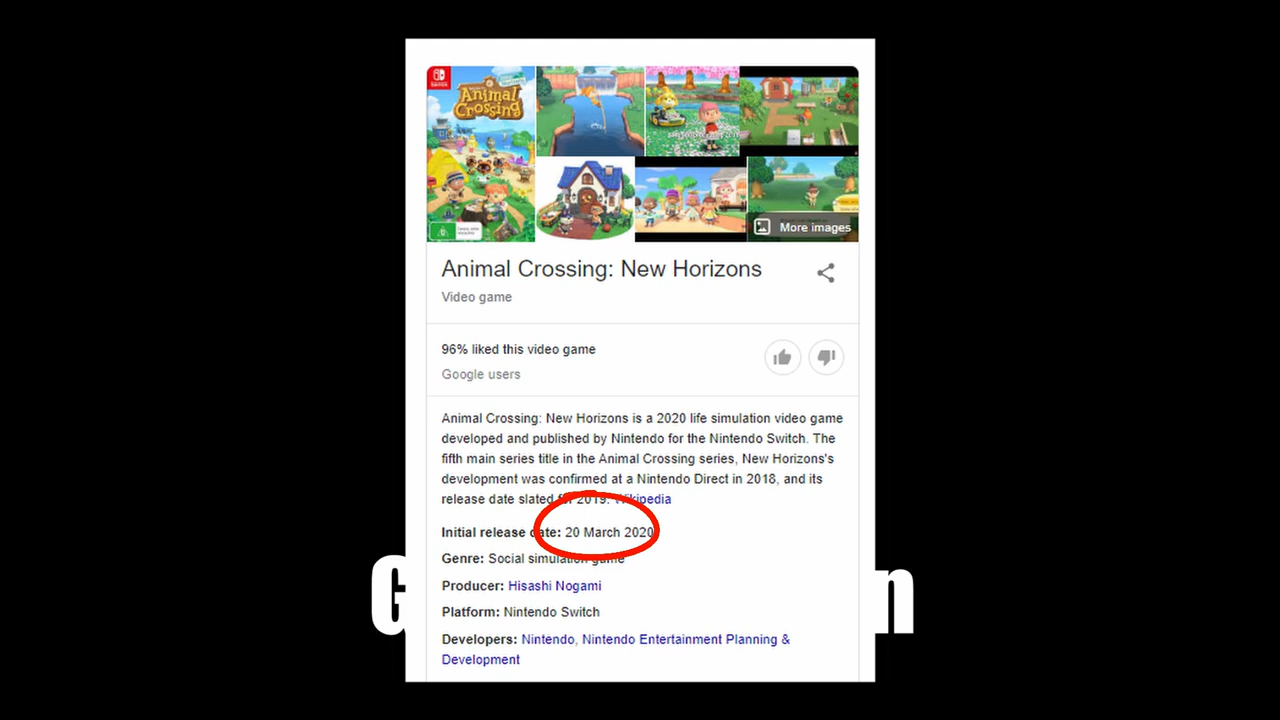 Animal
Crossing
More images
Animal Crossing: New Horizons
Video game
96% liked this video game
Google users
Animal Crossing: New Horizons is a 2020 life simulation video game
developed and published by Nintendo for the Nintendo Switch. The
fifth main series title in the Animal Crossing series, New Horizons's
development was confirmed at a Nintendo Direct in 2018, and its
release date slated for 2019. Wikipedia
Initial release date: 20 March 2020
Genre: Social simulation game
Producer: Hisashi Nogami
Platform: Nintendo Switch
Developers: Nintendo, Nintendo Entertainment Planning &
Development